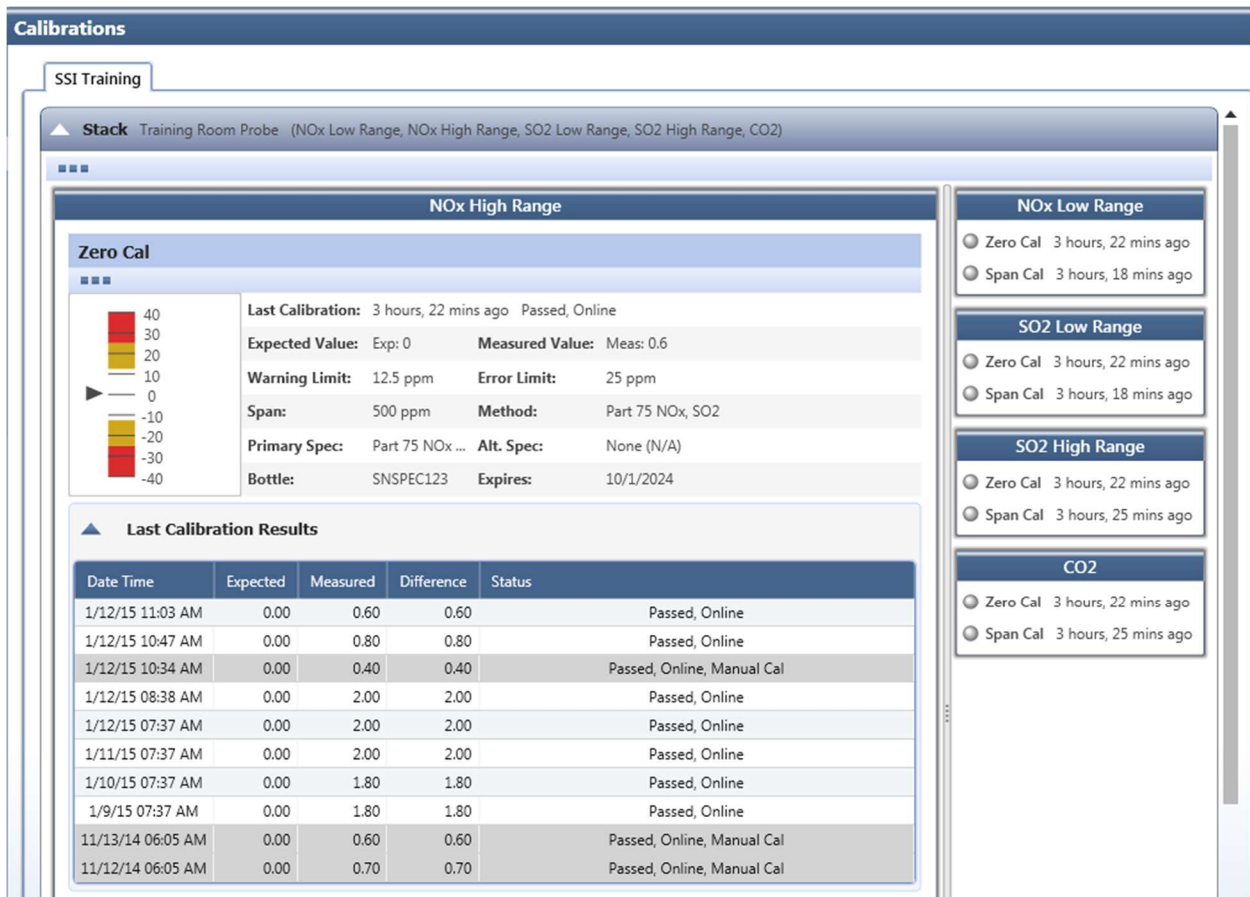 Calibrations
SSI Training
Stack Training Room Probe (NOx Low Range, NOx High Range, SO2 Low Range, SO2 High Range, CO2)
NOx High Range
Zero Cal
40
30
20
10
0
-10
-20
-30
-40
Last Calibration: 3 hours, 22 mins ago Passed, Online
Expected Value: Exp: 0 Measured Value: Meas: 0.6
Warning Limit: 12.5 ppm Error Limit: 25 ppm
Span: 500 ppm Method: Part 75 NOx, SO2
Primary Spec: Part 75 NOx ... Alt. Spec: None (N/A)
Bottle: SNSPEC123 Expires: 10/1/2024
Last Calibration Results
Date Time Expected Measured Difference Status
1/12/15 11:03 AM 0.00 0.60 0.60 Passed, Online
1/12/15 10:47 AM 0.00 0.80 0.80 Passed, Online
1/12/15 10:34 AM 0.00 0.40 0.40 Passed, Online, Manual Cal
1/12/15 08:38 AM 0.00 2.00 2.00 Passed, Online
1/12/15 07:37 AM 0.00 2.00 2.00 Passed, Online
1/11/15 07:37 AM 0.00 2.00 2.00 Passed, Online
1/10/15 07:37 AM 0.00 1.80 1.80 Passed, Online
1/9/15 07:37 AM 0.00 1.80 1.80 Passed, Online
11/13/14 06:05 AM 0.00 0.60 0.60 Passed, Online, Manual Cal
11/12/14 06:05 AM 0.00 0.70 0.70 Passed, Online, Manual Cal
NOx Low Range
Zero Cal 3 hours, 22 mins ago
Span Cal 3 hours, 18 mins ago
SO2 Low Range
Zero Cal 3 hours, 22 mins ago
Span Cal 3 hours, 18 mins ago
SO2 High Range
Zero Cal 3 hours, 22 mins ago
Span Cal 3 hours, 25 mins ago
CO2
Zero Cal 3 hours, 22 mins ago
Span Cal 3 hours, 25 mins ago